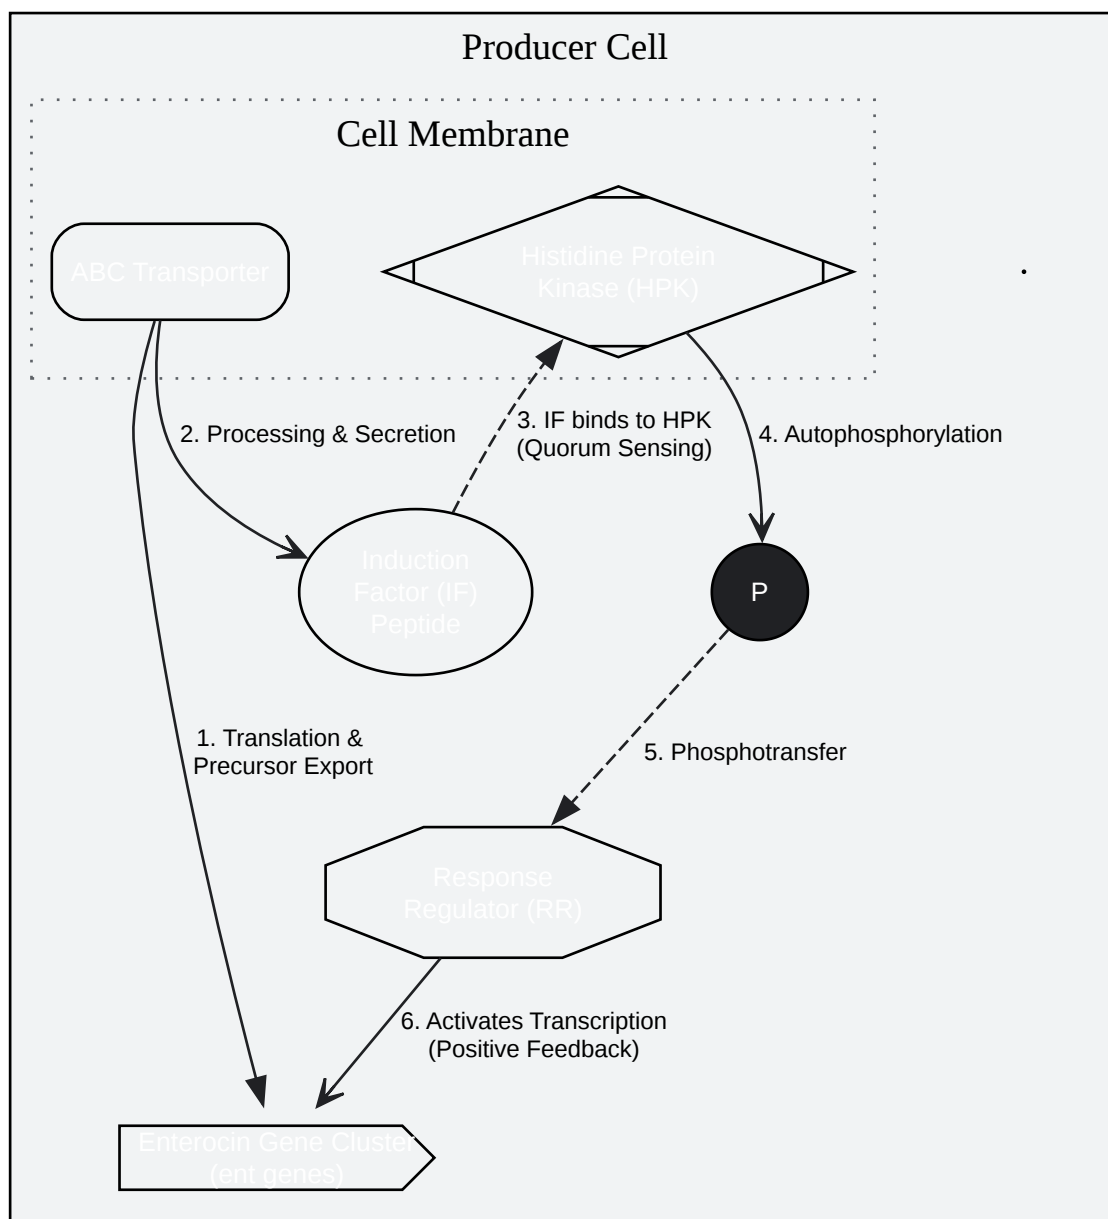 Producer Cell
Cell Membrane
ABC Transporter
Histidine Protein
Kinase (HPK)
2. Processing & Secretion
3. IF binds to HPK
(Quorum Sensing)
4. Autophosphorylation
Induction
Factor (IF)
Peptide
P
1. Translation &
Precursor Export
5. Phosphotransfer
Response
Regulator (RR)
6. Activates Transcription
(Positive Feedback)
Enterocin Gene Cluster
(ent genes)